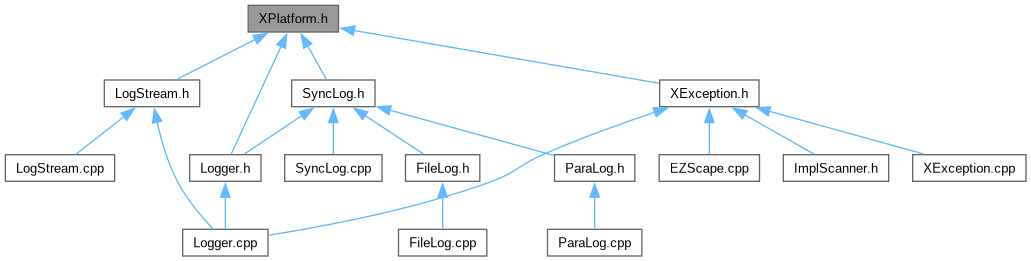 XPlatform.h
LogStream.h
SyncLog.h
XException.h
LogStream.cpp
Logger.h
SyncLog.cpp
FileLog.h
ParaLog.h
EZScape.cpp
ImplScanner.h
XException.cpp
Logger.cpp
FileLog.cpp
ParaLog.cpp